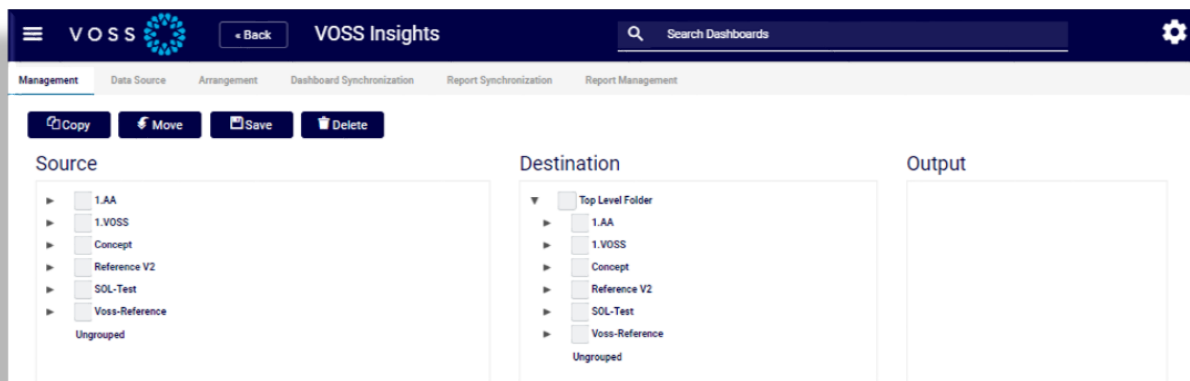 VOSS
« Back
VOSS Insights
Search Dashboards
Management Data Source Arrangement Dashboard Synchronization Report Synchronization Report Management
Copy Move Save Delete
Source
1.AA
1.VOSS
Concept
Reference V2
SOL-Test
Voss-Reference
Ungrouped
Destination
Top Level Folder
1.AA
1.VOSS
Concept
Reference V2
SOL-Test
Voss-Reference
Ungrouped
Output